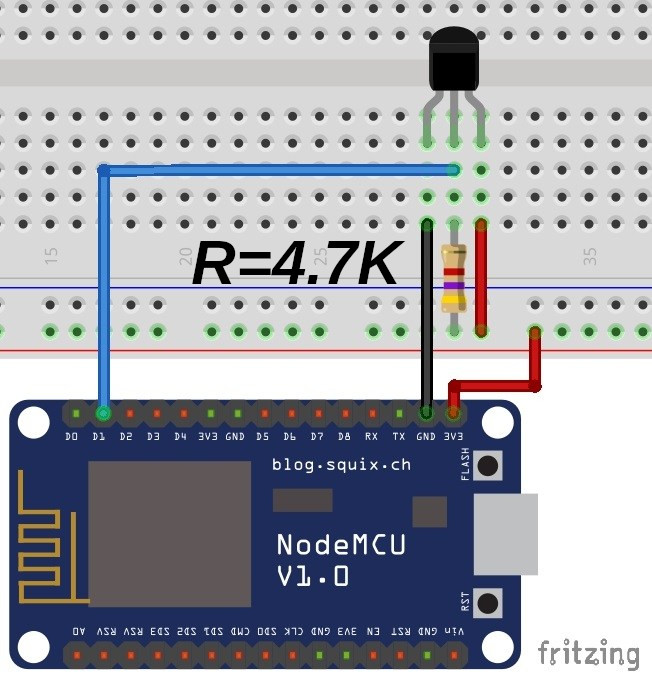 15 20 25 35
R=4.7K
D0 D1 D2 D3 D4 3V3 GND D5 D6 D7 D8 RX TX GND 3V3
blog.squix.ch
FLASH
NodeMCU
V1.0
RST
A0 RSV RSV SD3 SD2 SD1 CMD SD0 CLK GND 3V3 EN RST GND Vin
fritzing